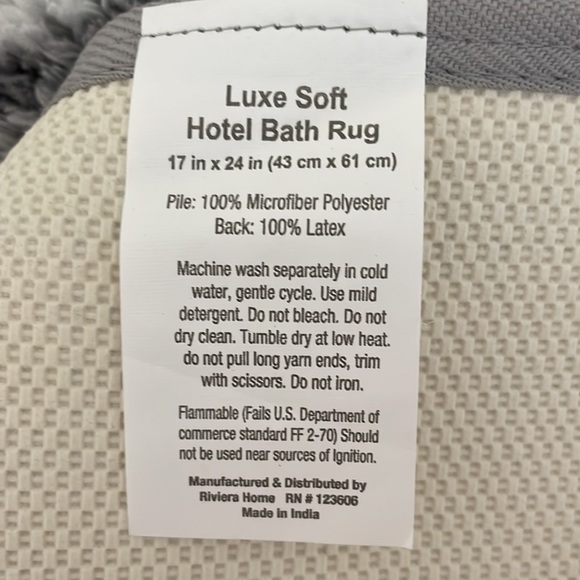 Luxe Soft
Hotel Bath Rug
17 in x 24 in (43 cm x 61 cm)
Pile: 100% Microfiber Polyester
Back: 100% Latex
Machine wash separately in cold
water, gentle cycle. Use mild
detergent. Do not bleach. Do not
dry clean. Tumble dry at low heat.
do not pull long yarn ends, trim
with scissors. Do not iron.
Flammable (Fails U.S. Department of
commerce standard FF 2-70) Should
not be used near sources of Ignition.
Manufactured & Distributed by
Riviera Home RN # 123606
Made in India